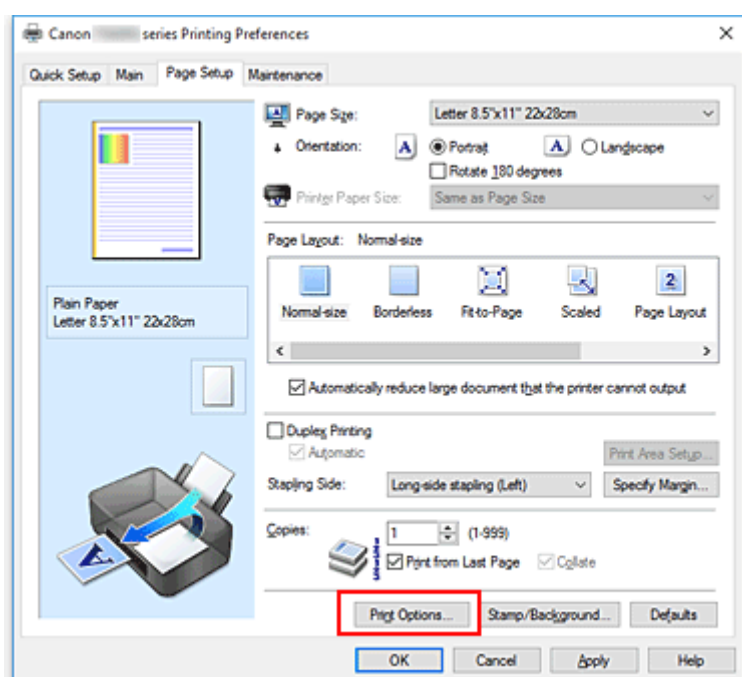 Canon series Printing Preferences
Quick Setup Main Page Setup Maintenance
Page Size: Letter 8.5"x11" 22x28cm
Orientation: A Portrait A Landscape
Rotate 180 degrees
Printer Paper Size: Same as Page Size
Page Layout: Normal-size
2
Normal-size Borderless Fit-to-Page Scaled Page Layout
Plain Paper
Letter 8.5"x11" 22x28cm
Automatically reduce large document that the printer cannot output
Duplex Printing
Automatic Print Area Setup...
Stapling Side: Long-side stapling (Left) Specify Margin...
Copies: 1 (1-999)
Print from Last Page Collate
A
Print Options... Stamp/Background... Defaults
OK Cancel Apply Help